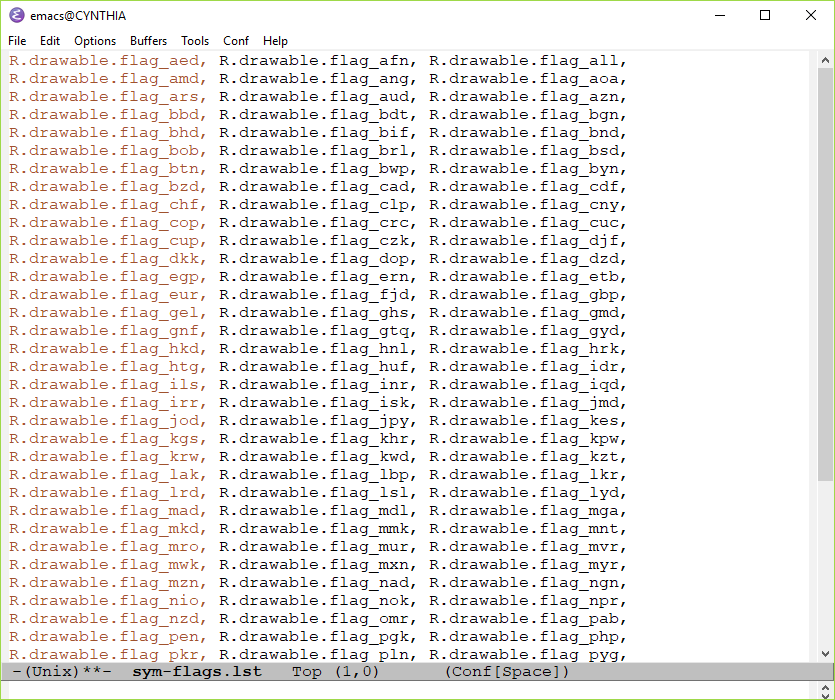 emacs@CYNTHIA
File Edit Options Buffers Tools Conf Help
R.drawable.flag_aed, R.drawable.flag_afn, R.drawable.flag_all,
R.drawable.flag_amd, R.drawable.flag_ang, R.drawable.flag_aoa,
R.drawable.flag_ars, R.drawable.flag_aud, R.drawable.flag_azn,
R.drawable.flag_bbd, R.drawable.flag_bdt, R.drawable.flag_bgn,
R.drawable.flag_bhd, R.drawable.flag_bif, R.drawable.flag_bnd,
R.drawable.flag_bob, R.drawable.flag_brl, R.drawable.flag_bsd,
R.drawable.flag_btn, R.drawable.flag_bwp, R.drawable.flag_byn,
R.drawable.flag_bzd, R.drawable.flag_cad, R.drawable.flag_cdf,
R.drawable.flag_chf, R.drawable.flag_clp, R.drawable.flag_cny,
R.drawable.flag_cop, R.drawable.flag_crc, R.drawable.flag_cuc,
R.drawable.flag_cup, R.drawable.flag_czk, R.drawable.flag_djf,
R.drawable.flag_dkk, R.drawable.flag_dop, R.drawable.flag_dzd,
R.drawable.flag_egp, R.drawable.flag_ern, R.drawable.flag_etb,
R.drawable.flag_eur, R.drawable.flag_fjd, R.drawable.flag_gbp,
R.drawable.flag_gel, R.drawable.flag_ghs, R.drawable.flag_gmd,
R.drawable.flag_gnf, R.drawable.flag_gtq, R.drawable.flag_gyd,
R.drawable.flag_hkd, R.drawable.flag_hnl, R.drawable.flag_hrk,
R.drawable.flag_htg, R.drawable.flag_huf, R.drawable.flag_idr,
R.drawable.flag_ils, R.drawable.flag_inr, R.drawable.flag_iqd,
R.drawable.flag_irr, R.drawable.flag_isk, R.drawable.flag_jmd,
R.drawable.flag_jod, R.drawable.flag_jpy, R.drawable.flag_kes,
R.drawable.flag_kgs, R.drawable.flag_khr, R.drawable.flag_kpw,
R.drawable.flag_krw, R.drawable.flag_kwd, R.drawable.flag_kzt,
R.drawable.flag_lak, R.drawable.flag_lbp, R.drawable.flag_lkr,
R.drawable.flag_lrd, R.drawable.flag_lsl, R.drawable.flag_lyd,
R.drawable.flag_mad, R.drawable.flag_mdl, R.drawable.flag_mga,
R.drawable.flag_mkd, R.drawable.flag_mmk, R.drawable.flag_mnt,
R.drawable.flag_mro, R.drawable.flag_mur, R.drawable.flag_mvr,
R.drawable.flag_mwk, R.drawable.flag_mxn, R.drawable.flag_myr,
R.drawable.flag_mzn, R.drawable.flag_nad, R.drawable.flag_ngn,
R.drawable.flag_nio, R.drawable.flag_nok, R.drawable.flag_npr,
R.drawable.flag_nzd, R.drawable.flag_omr, R.drawable.flag_pab,
R.drawable.flag_pen, R.drawable.flag_pgk, R.drawable.flag_php,
R.drawable.flag_pkr, R.drawable.flag_pln, R.drawable.flag_pyg,
-(Unix)**- sym-flags.lst Top (1,0) (Conf[Space])